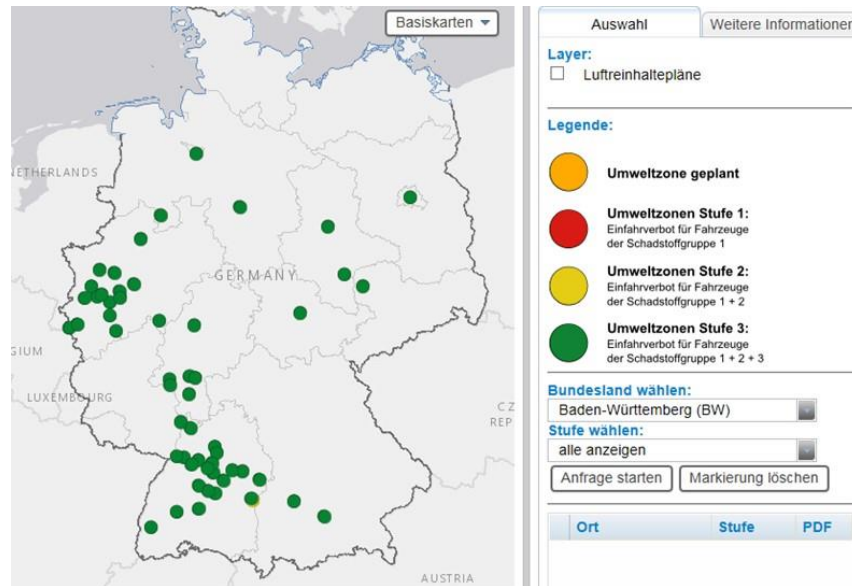 Basiskarten
NETHERLANDS
GERMANY
GIUM
LUXEMBOURG
CZ
REP
AUSTRIA
Auswahl
Weitere Informationen
Layer:
Luftreinhaltepläne
Legende:
Umweltzone geplant
Umweltzonen Stufe 1:
Einfahrverbot für Fahrzeuge
der Schadstoffgruppe 1
Umweltzonen Stufe 2:
Einfahrverbot für Fahrzeuge
der Schadstoffgruppe 1 + 2
Umweltzonen Stufe 3:
Einfahrverbot für Fahrzeuge
der Schadstoffgruppe 1 + 2 + 3
Bundesland wählen:
Baden-Württemberg (BW)
Stufe wählen:
alle anzeigen
Anfrage starten Markierung löschen
Ort Stufe PDF